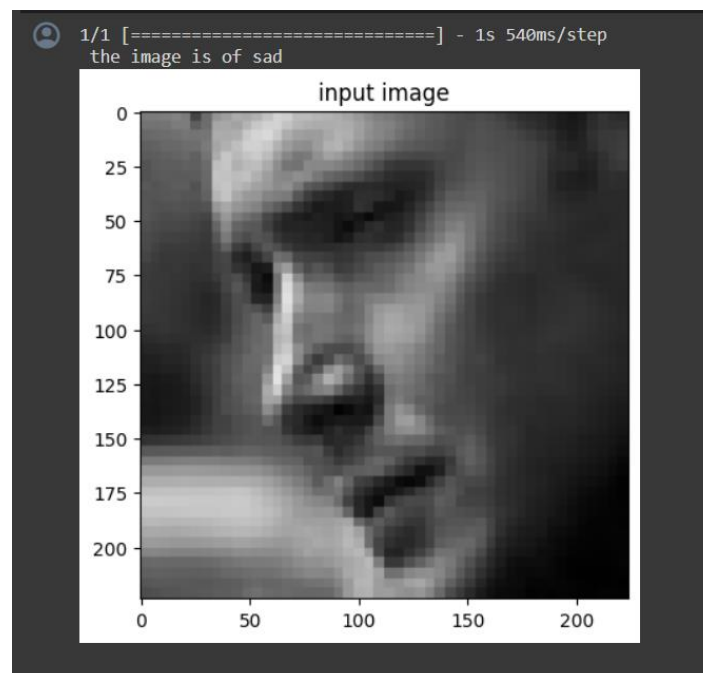 1/1 [==============================] - 1s 540ms/step
the image is of sad
input image
0
25
50
75
100
125
150
175
200
0 50 100 150 200